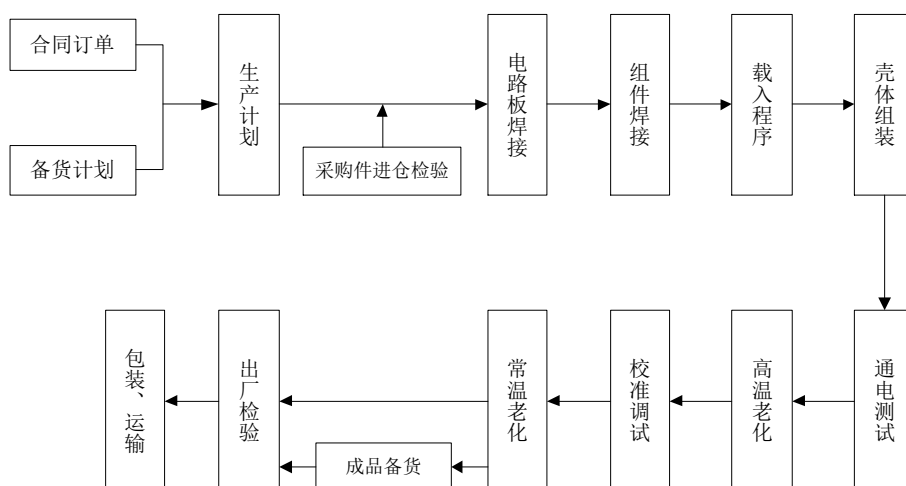 合同订单
备货计划
生产计划
采购件进仓检验
电路板焊接
组件焊接
载入程序
壳体组装
通电测试
高温老化
校准调试
常温老化
成品备货
出厂检验
包装、运输